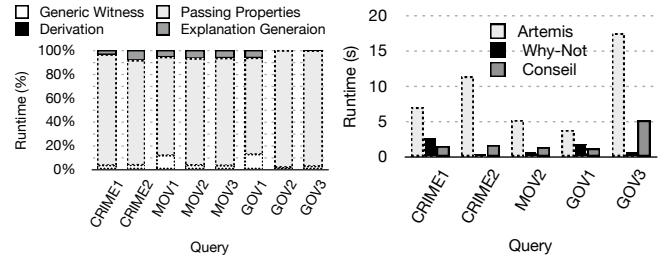 Generic Witness
Passing Properties
Derivation
Explanation Generaion
100%
80%
60%
40%
20%
0%
Runtime (%)
CRIME1
CRIME2
MOV1
MOV2
MOV3
GOV1
GOV2
GOV3
Query
20
15
10
5
0
Runtime (s)
Artemis
Why-Not
Conseil
CRIME1
CRIME2
MOV2
GOV1
GOV3
Query